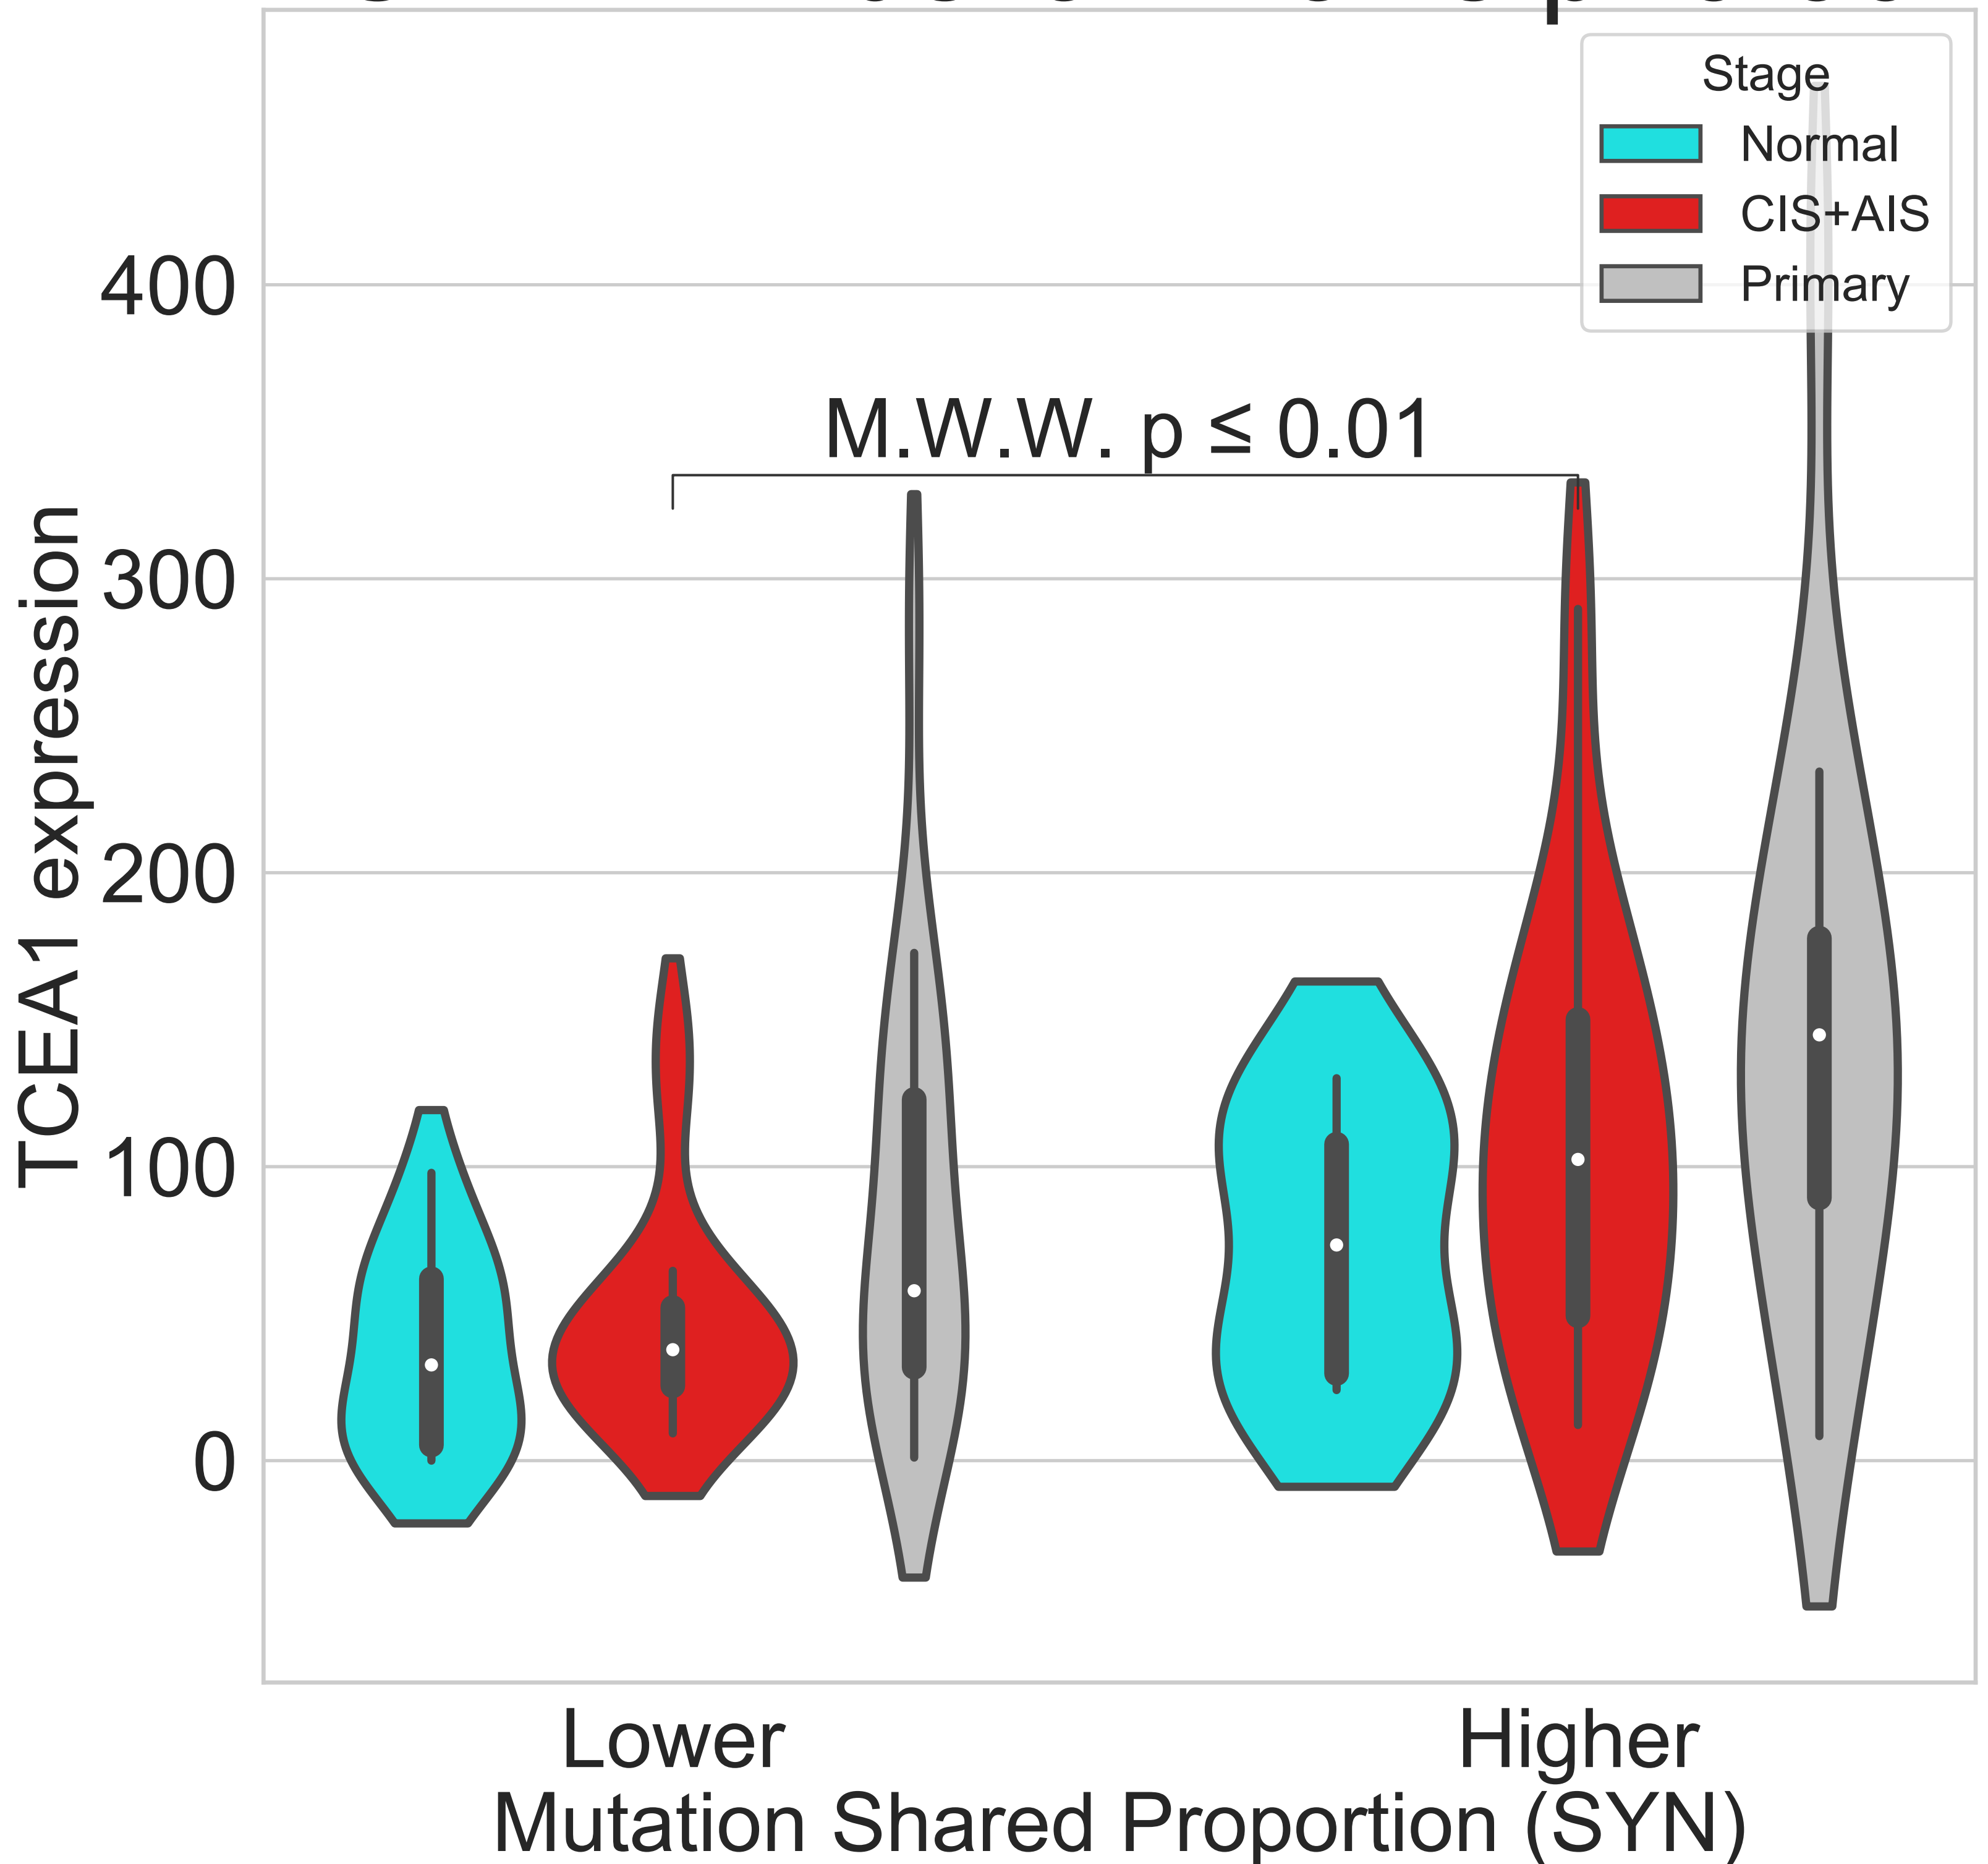 Stage
Normal
CIS+AIS
Primary
M.W.W. p ≤ 0.01
TCEA1 expression
400
300
200
100
0
Lower
Higher
Mutation Shared Proportion (SYN)